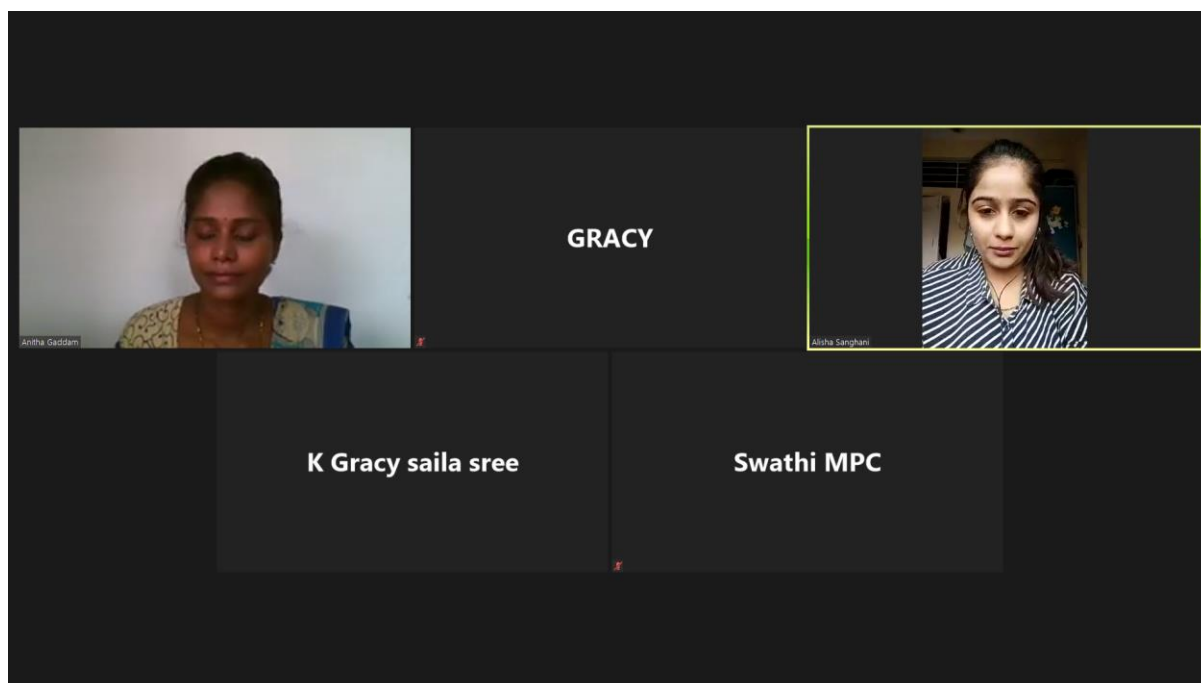 GRACY
Anitha Gaddam
Alisha Sanghani
K Gracy saila sree
Swathi MPC